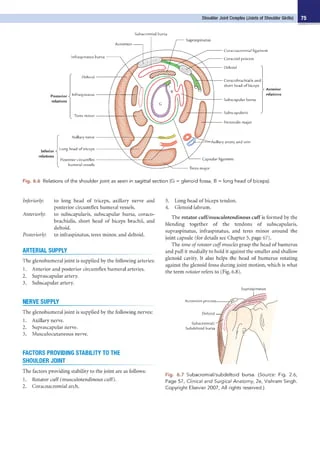 Shoulder Joint Complex (Joints of Shoulder Girdle) 75
Subacromial bursa
Acromion
Supraspinatus
Coracoacromial ligament
Coracoid process
Infraspinatus bursa
Deltoid
Deltoid
Coracobrachialis and
short head of biceps
Anterior
relations
Posterior
relations
Infraspinatus
G
Subscapular bursa
Subscapularis
Teres minor
Pectoralis major
Axillary nerve
Axillary artery and vein
Long head of triceps
Inferior
relations
Posterior circumflex
humeral vessels
Capsular ligament
Teres major
Fig. 6.6 Relations of the shoulder joint as seen in sagittal section (G = glenoid fossa, B = long head of biceps).
Inferiorly: to long head of triceps, axillary nerve and
posterior circumflex humeral vessels.
Anteriorly: to subscapularis, subscapular bursa, coraco-
brachialis, short head of biceps brachii, and
deltoid.
Posteriorly: to infraspinatus, teres minor, and deltoid.
ARTERIAL SUPPLY
The glenohumeral joint is supplied by the following arteries:
1. Anterior and posterior circumflex humeral arteries.
2. Suprascapular artery.
3. Subscapular artery.
NERVE SUPPLY
The glenohumeral joint is supplied by the following nerves:
1. Axillary nerve.
2. Suprascapular nerve.
3. Musculocutaneous nerve.
FACTORS PROVIDING STABILITY TO THE
SHOULDER JOINT
The factors providing stability to the joint are as follows:
1. Rotator cuff (musculotendinous cuff).
2. Coracoacromial arch.
3. Long head of biceps tendon.
4. Glenoid labrum.
The rotator cuff/musculotendinous cuff is formed by the
blending together of the tendons of subscapularis,
supraspinatus, infraspinatus, and teres minor around the
joint capsule (for details see Chapter 5, page 67).
The tone of rotator cuff muscles grasp the head of humerus
and pull it medially to hold it against the smaller and shallow
glenoid cavity. It also helps the head of humerus rotating
against the glenoid fossa during joint motion, which is what
the term rotator refers to (Fig. 6.8).
Supraspinatus
Acromion process
Deltoid
Subacromial/
Subdeltoid bursa
Fig. 6.7 Subacromial/subdeltoid bursa. (Source: Fig. 2.6,
Page 57, Clinical and Surgical Anatomy, 2e, Vishram Singh.
Copyright Elsevier 2007, All rights reserved.)